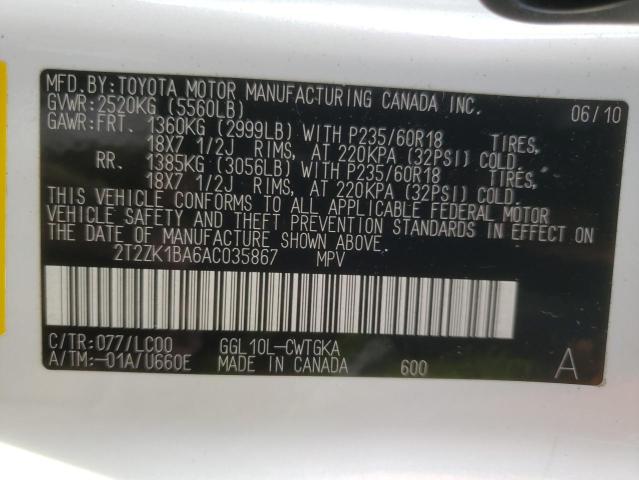 MFD.BY:TOYOTA MOTOR MANUFACTURING CANADA INC.
GVWR:2520KG (5560LB) 06/10
GAWR:FRT. 1360KG (2999LB) WITH P235/60R18 TIRES,
18X7 1/2J RIMS, AT 220KPA (32PSI) COLD.
RR. 1385KG (3056LB) WITH P235/60R18 TIRES,
18X7 1/2J RIMS, AT 220KPA (32PSI) COLD.
THIS VEHICLE CONFORMS TO ALL APPLICABLE FEDERAL MOTOR
VEHICLE SAFETY AND THEFT PREVENTION STANDARDS IN EFFECT ON
THE DATE OF MANUFACTURE SHOWN ABOVE.
2T2ZK1BA6AC035867 MPV
C/TR:077/LC00 GGL10L-CWTGKA
A/TM:-01A/U660E MADE IN CANADA 600 A